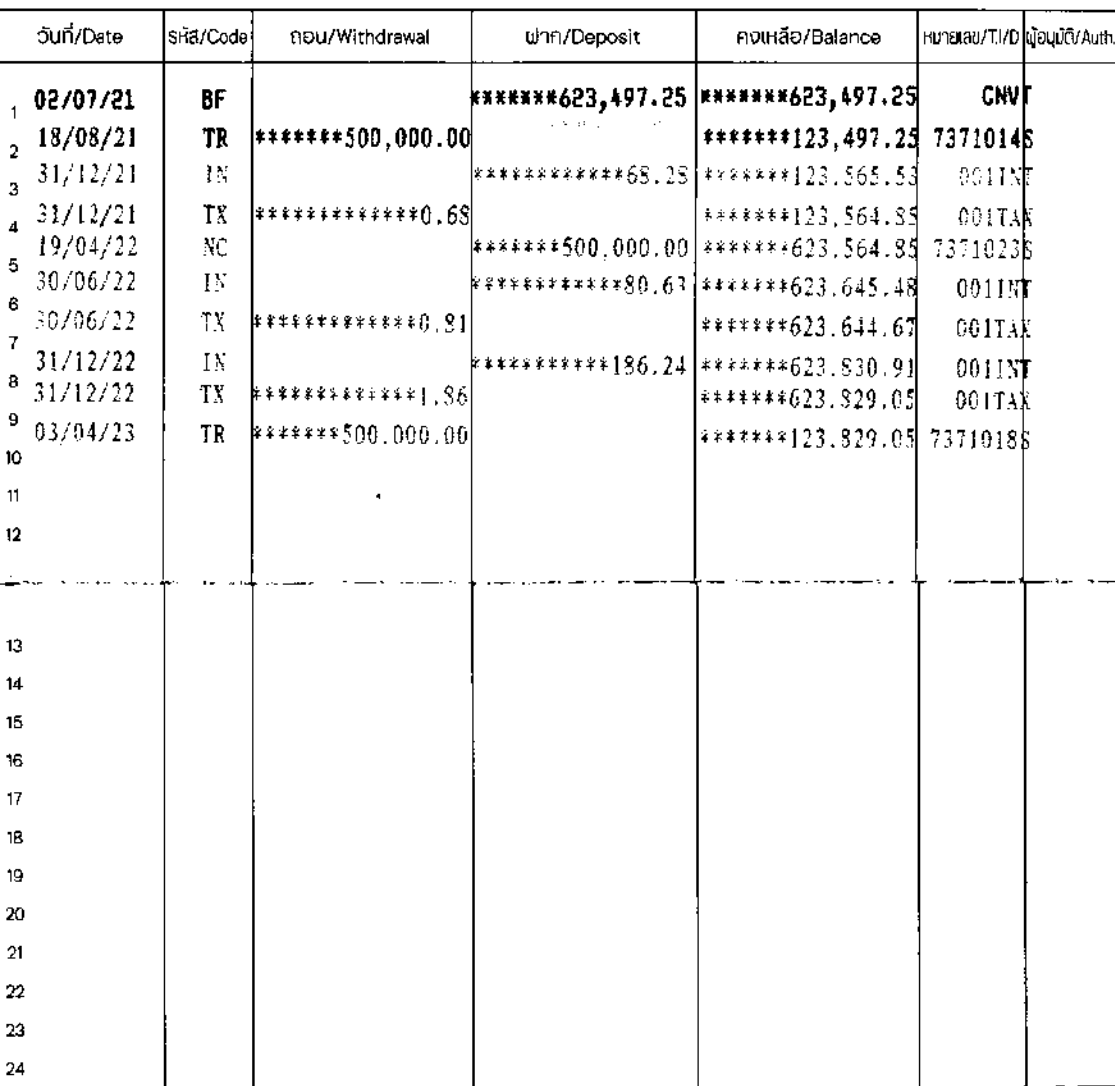 วันที่/Date รหัส/Code ถอน/Withdrawal ฝาก/Deposit คงเหลือ/Balance หมายเลข/T.I/D ผู้อนุมัติ/Auth.
1 02/07/21 BF *******623,497.25 *******623,497.25 CNVT
2 18/08/21 TR *******500,000.00 *******123,497.25 7371014S
3 31/12/21 IN ************68.28 *******123,565.53 001INT
4 31/12/21 TX *************0.68 *******123,564.85 001TAX
5 19/04/22 NC *******500,000.00 *******623,564.85 7371023S
6 30/06/22 IN ************80.63 *******623,645.48 001INT
7 30/06/22 TX *************0.81 *******623,644.67 001TAX
8 31/12/22 IN ***********186.24 *******623,830.91 001INT
9 31/12/22 TX *************1.86 *******623,829.05 001TAX
10 03/04/23 TR *******500,000.00 *******123,829.05 7371018S
11
12
13
14
15
16
17
18
19
20
21
22
23
24